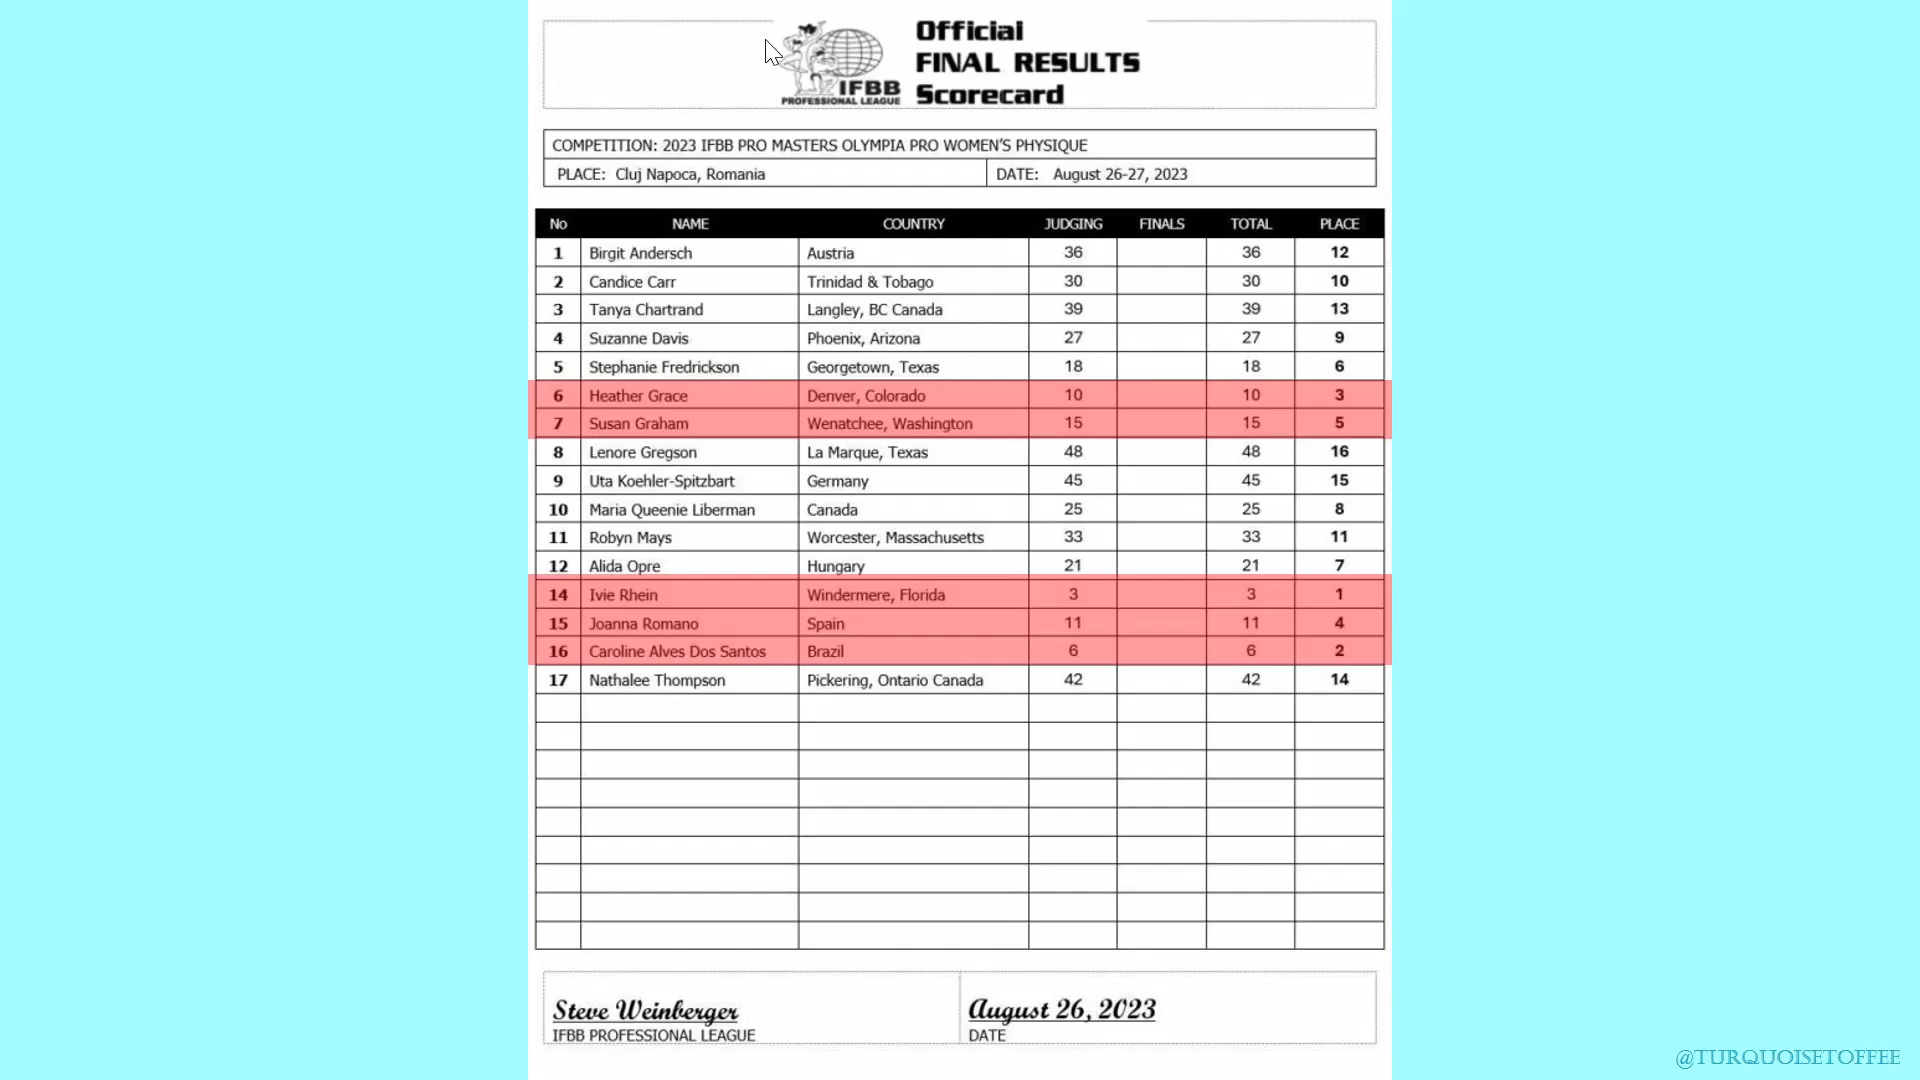 Official
FINAL RESULTS
Scorecard
IFBB
PROFESSIONAL LEAGUE
COMPETITION: 2023 IFBB PRO MASTERS OLYMPIA PRO WOMEN'S PHYSIQUE
PLACE: Cluj Napoca, Romania DATE: August 26-27, 2023
No NAME COUNTRY JUDGING FINALS TOTAL PLACE
1 Birgit Andersch Austria 36 36 12
2 Candice Carr Trinidad & Tobago 30 30 10
3 Tanya Chartrand Langley, BC Canada 39 39 13
4 Suzanne Davis Phoenix, Arizona 27 27 9
5 Stephanie Fredrickson Georgetown, Texas 18 18 6
6 Heather Grace Denver, Colorado 10 10 3
7 Susan Graham Wenatchee, Washington 15 15 5
8 Lenore Gregson La Marque, Texas 48 48 16
9 Uta Koehler-Spitzbart Germany 45 45 15
10 Maria Queenie Liberman Canada 25 25 8
11 Robyn Mays Worcester, Massachusetts 33 33 11
12 Alida Opre Hungary 21 21 7
14 Ivie Rhein Windermere, Florida 3 3 1
15 Joanna Romano Spain 11 11 4
16 Caroline Alves Dos Santos Brazil 6 6 2
17 Nathalee Thompson Pickering, Ontario Canada 42 42 14
Steve Weinberger August 26, 2023
IFBB PROFESSIONAL LEAGUE DATE
@TURQUOISETOFFEE